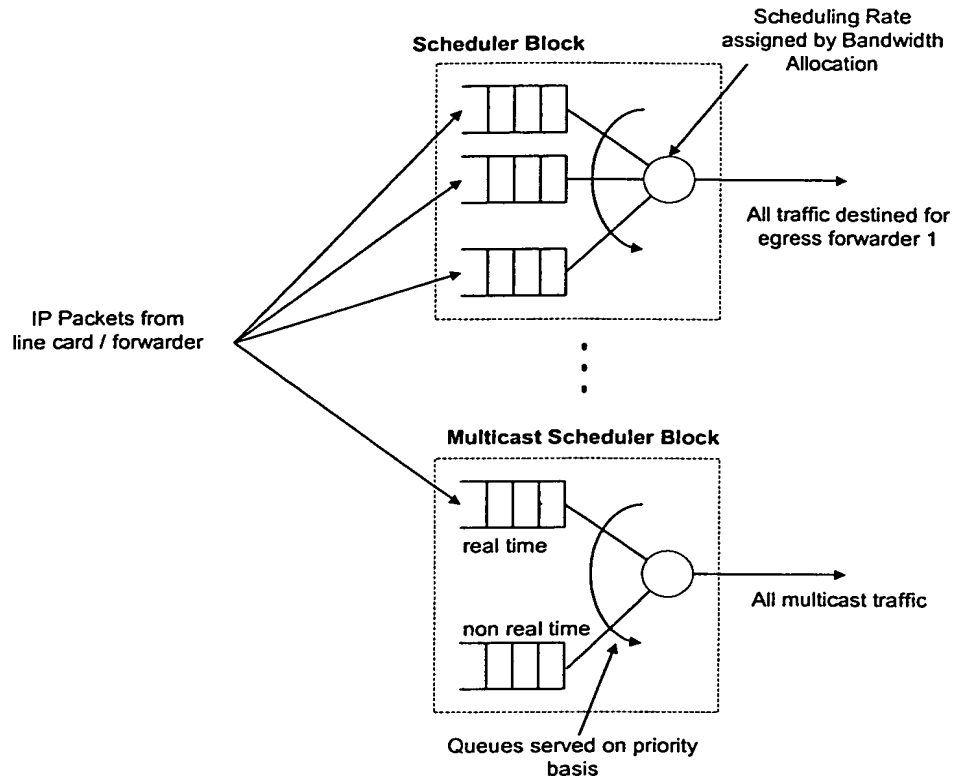 Scheduling Rate
assigned by Bandwidth
Allocation
Scheduler Block
All traffic destined for
egress forwarder 1
IP Packets from
line card / forwarder
Multicast Scheduler Block
real time
All multicast traffic
non real time
Queues served on priority
basis